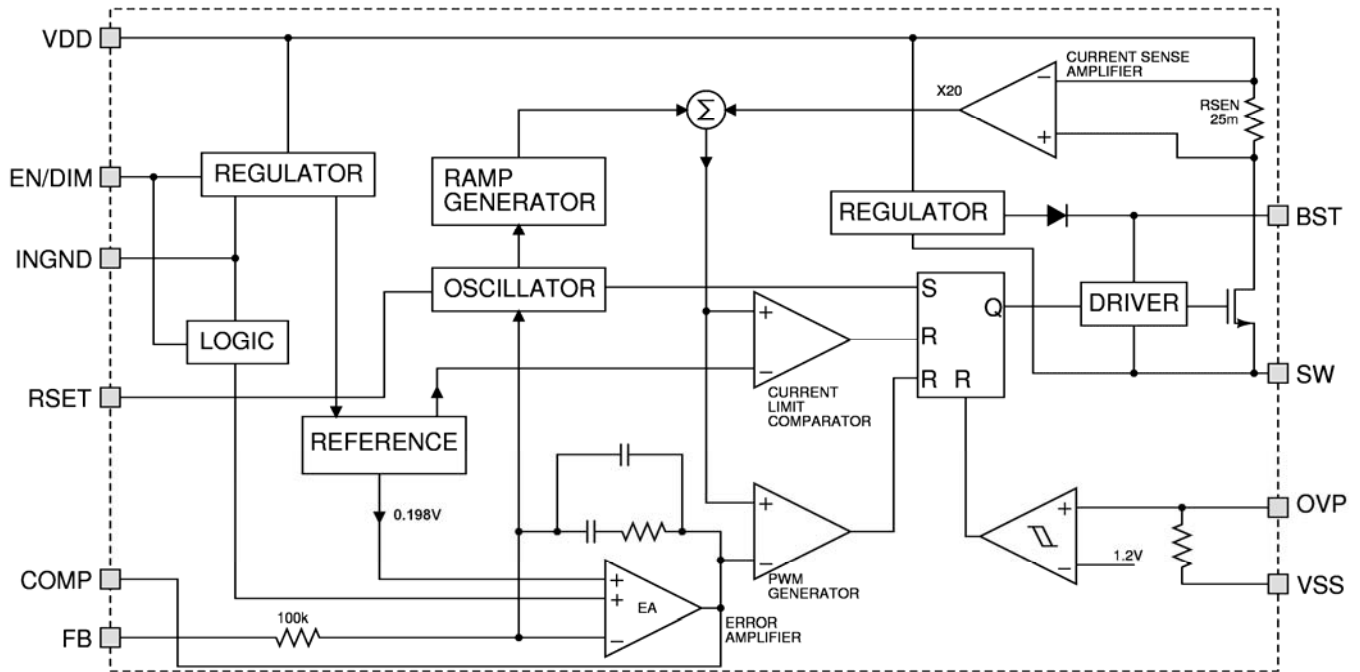 VDD
CURRENT SENSE
AMPLIFIER
X20
−
+
RSEN
25m
Σ
EN/DIM
REGULATOR
RAMP
GENERATOR
REGULATOR
BST
INGND
OSCILLATOR
S
Q
DRIVER
LOGIC
+
R
−
R
R
SW
RSET
CURRENT
LIMIT
COMPARATOR
REFERENCE
0.198V
+
−
PWM
GENERATOR
+
−
1.2V
OVP
VSS
COMP
+
+
−
EA
ERROR
AMPLIFIER
FB
100k